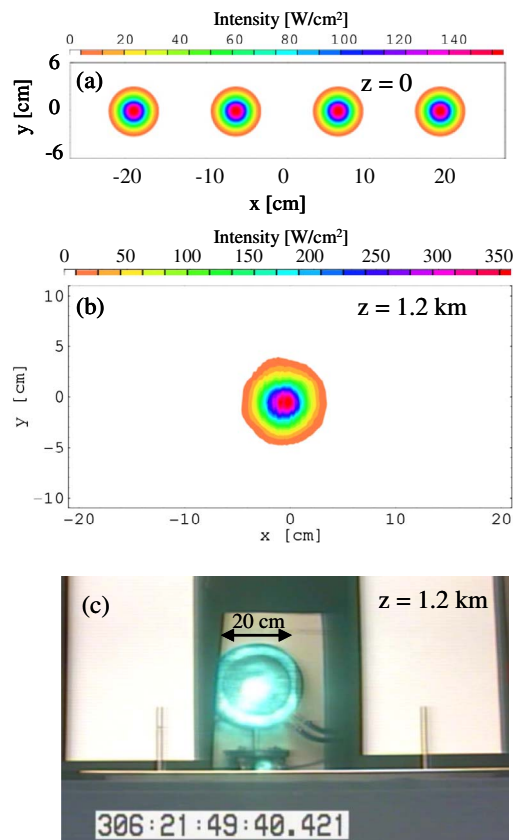 Intensity [W/cm²]
0 20 40 60 80 100 120 140
(a) z = 0
y [cm]
6
0
-6
-20 -10 0 10 20
x [cm]
Intensity [W/cm²]
0 50 100 150 200 250 300 350
(b) z = 1.2 km
y [cm]
10
5
0
-5
-10
-20 -10 0 10 20
x [cm]
(c) z = 1.2 km
20 cm
306:21:49:40.421